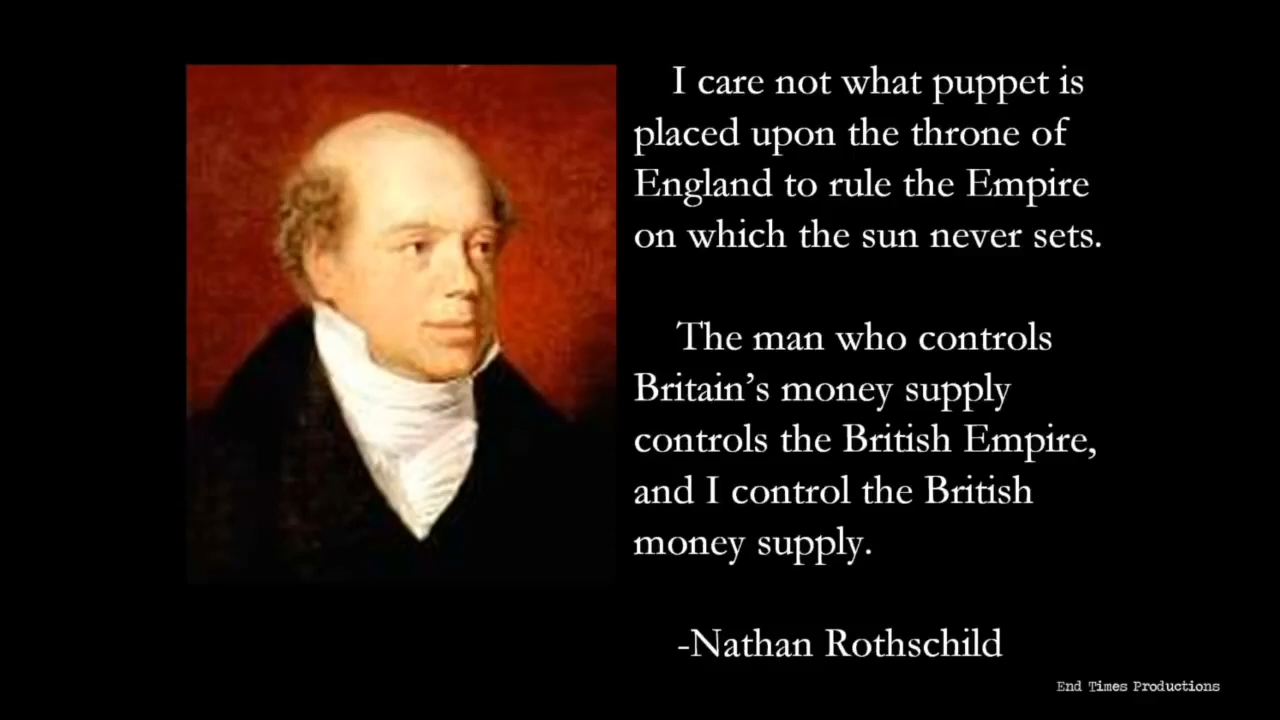 I care not what puppet is
placed upon the throne of
England to rule the Empire
on which the sun never sets.
The man who controls
Britain's money supply
controls the British Empire,
and I control the British
money supply.
-Nathan Rothschild
End Times Productions